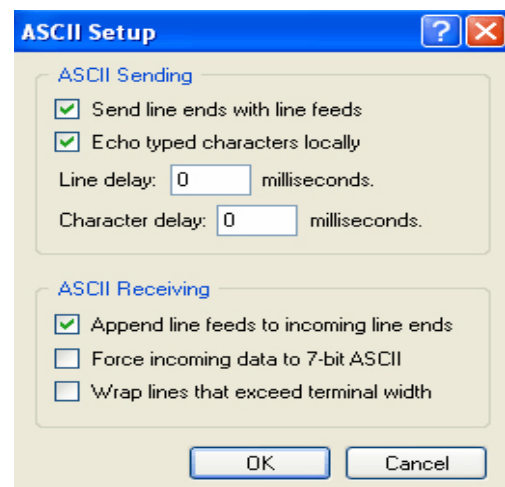 ASCII Setup
ASCII Sending
Send line ends with line feeds
Echo typed characters locally
Line delay: 0 milliseconds.
Character delay: 0 milliseconds.
ASCII Receiving
Append line feeds to incoming line ends
Force incoming data to 7-bit ASCII
Wrap lines that exceed terminal width
OK Cancel